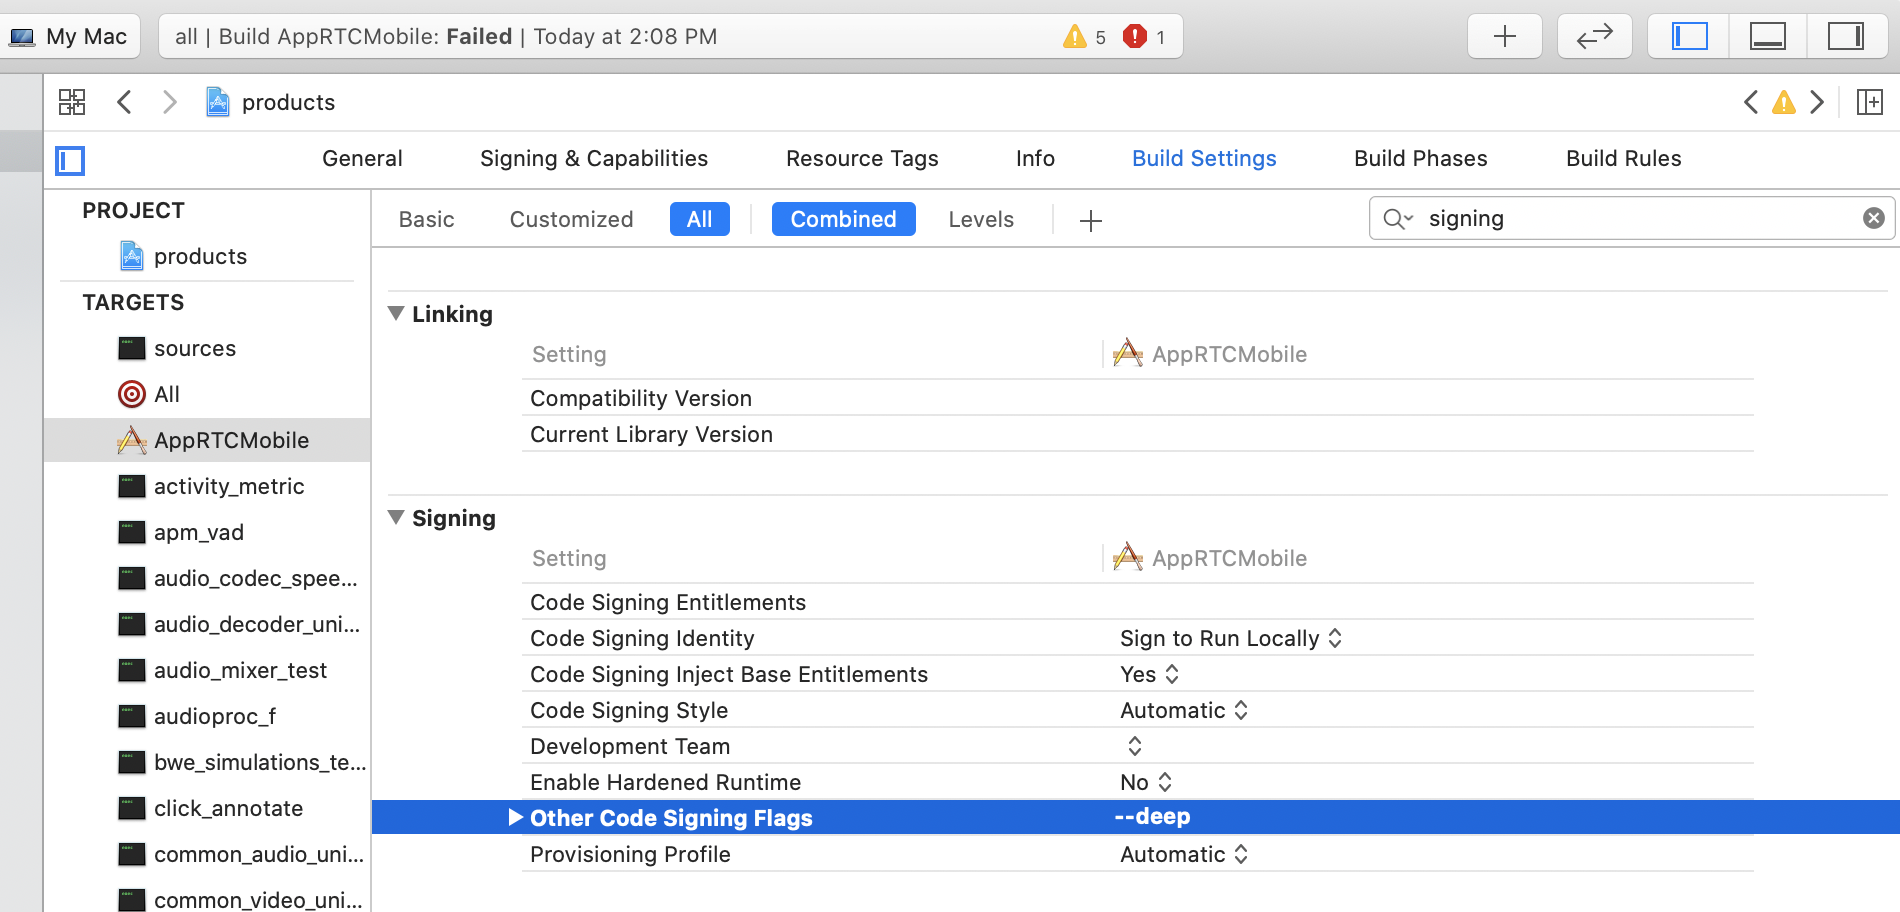 My Mac
all | Build AppRTCMobile: Failed | Today at 2:08 PM
5
1
products
General Signing & Capabilities Resource Tags Info Build Settings Build Phases Build Rules
PROJECT
products
TARGETS
sources
All
AppRTCMobile
activity_metric
apm_vad
audio_codec_spee...
audio_decoder_uni...
audio_mixer_test
audioproc_f
bwe_simulations_te...
click_annotate
common_audio_uni...
common_video_uni...
Basic Customized All Combined Levels
signing
Linking
Setting AppRTCMobile
Compatibility Version
Current Library Version
Signing
Setting AppRTCMobile
Code Signing Entitlements
Code Signing Identity Sign to Run Locally
Code Signing Inject Base Entitlements Yes
Code Signing Style Automatic
Development Team
Enable Hardened Runtime No
Other Code Signing Flags --deep
Provisioning Profile Automatic